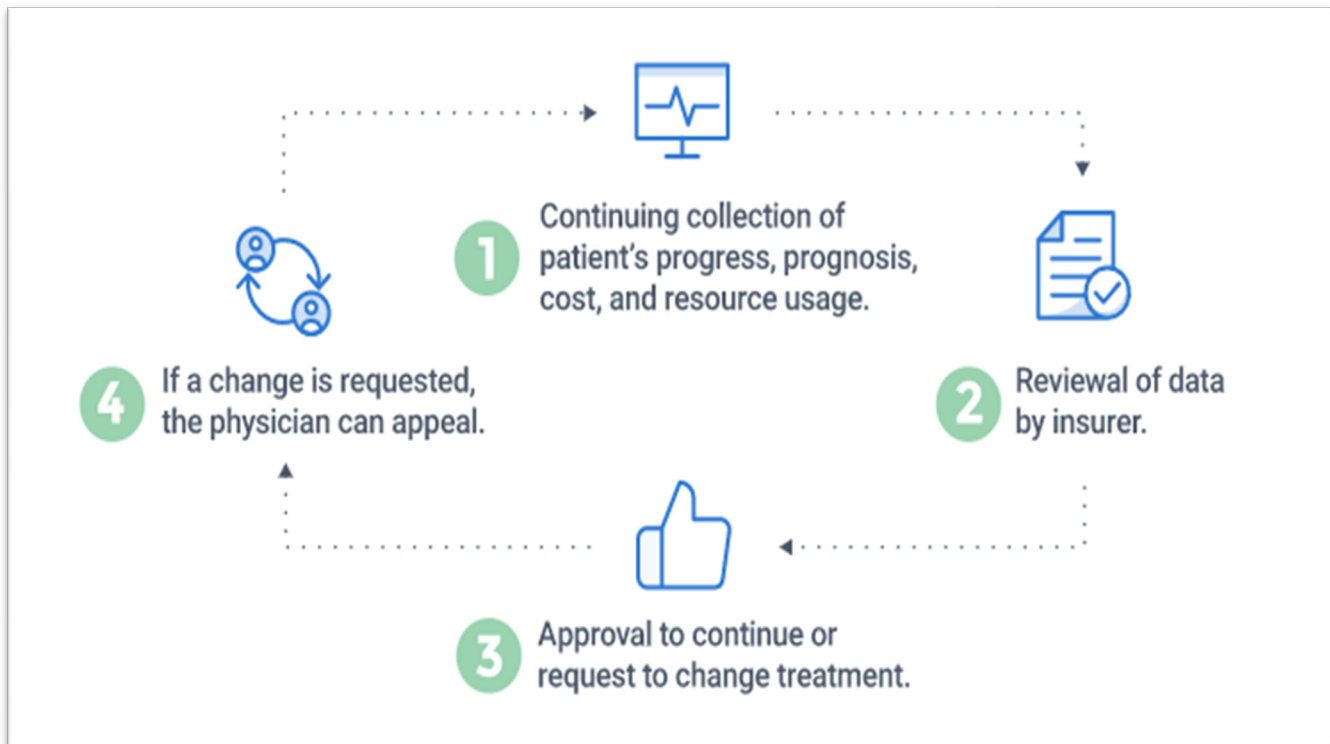 1
Continuing collection of
patient's progress, prognosis,
cost, and resource usage.
2
Reviewal of data
by insurer.
3
Approval to continue or
request to change treatment.
4
If a change is requested,
the physician can appeal.